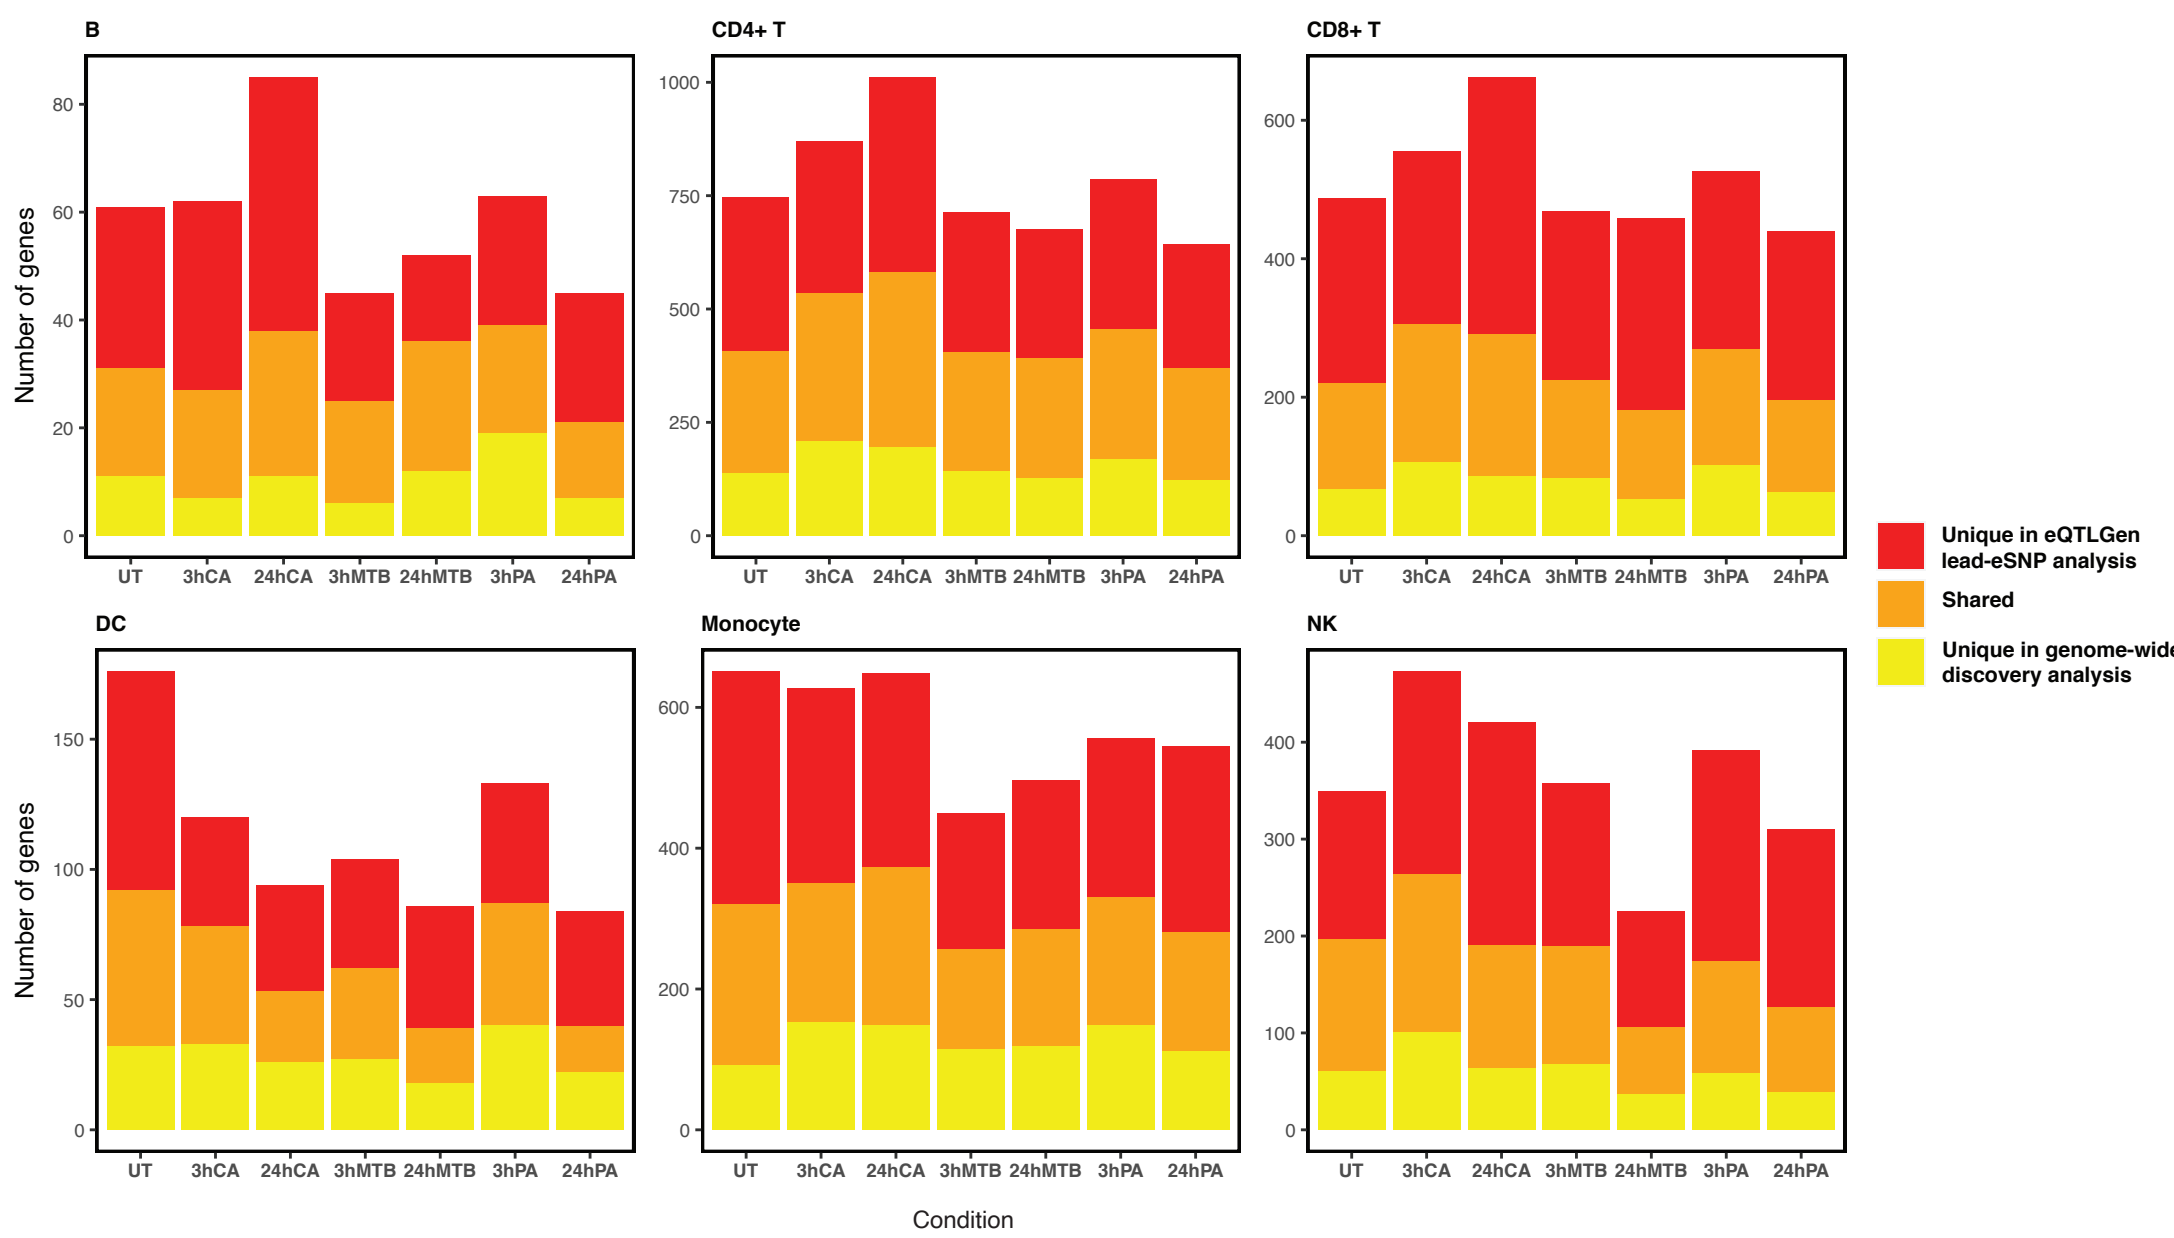 B
CD4+ T
CD8+ T
Number of genes
80
60
40
20
0
1000
750
500
250
0
600
400
200
0
UT 3hCA 24hCA 3hMTB 24hMTB 3hPA 24hPA
UT 3hCA 24hCA 3hMTB 24hMTB 3hPA 24hPA
UT 3hCA 24hCA 3hMTB 24hMTB 3hPA 24hPA
Unique in eQTLGen
lead-eSNP analysis
Shared
Unique in genome-wide
discovery analysis
DC
Monocyte
NK
Number of genes
150
100
50
0
600
400
200
0
400
300
200
100
0
UT 3hCA 24hCA 3hMTB 24hMTB 3hPA 24hPA
UT 3hCA 24hCA 3hMTB 24hMTB 3hPA 24hPA
UT 3hCA 24hCA 3hMTB 24hMTB 3hPA 24hPA
Condition